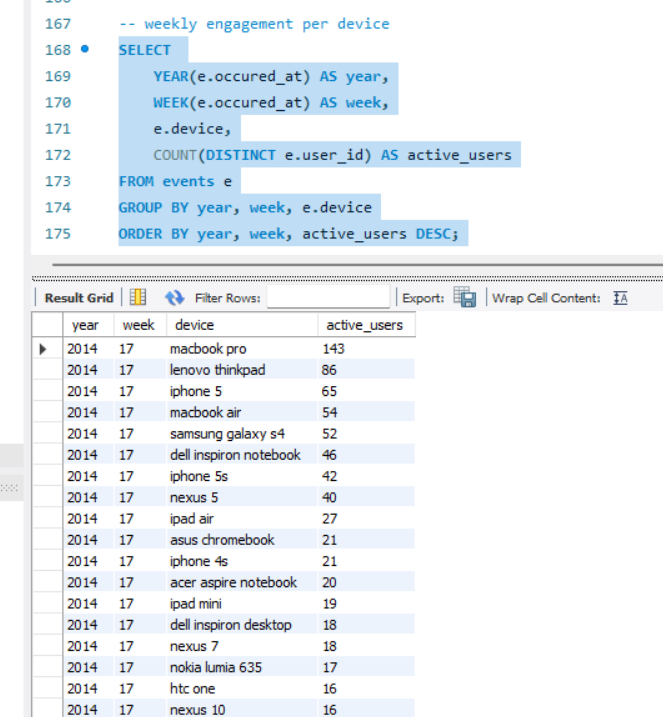 167 -- weekly engagement per device
168 SELECT
169 YEAR(e.occured_at) AS year,
170 WEEK(e.occured_at) AS week,
171 e.device,
172 COUNT(DISTINCT e.user_id) AS active_users
173 FROM events e
174 GROUP BY year, week, e.device
175 ORDER BY year, week, active_users DESC;
Result Grid Filter Rows: Export: Wrap Cell Content: IA
year week device active_users
2014 17 macbook pro 143
2014 17 lenovo thinkpad 86
2014 17 iphone 5 65
2014 17 macbook air 54
2014 17 samsung galaxy s4 52
2014 17 dell inspiron notebook 46
2014 17 iphone 5s 42
2014 17 nexus 5 40
2014 17 ipad air 27
2014 17 asus chromebook 21
2014 17 iphone 4s 21
2014 17 acer aspire notebook 20
2014 17 ipad mini 19
2014 17 dell inspiron desktop 18
2014 17 nexus 7 18
2014 17 nokia lumia 635 17
2014 17 htc one 16
2014 17 nexus 10 16